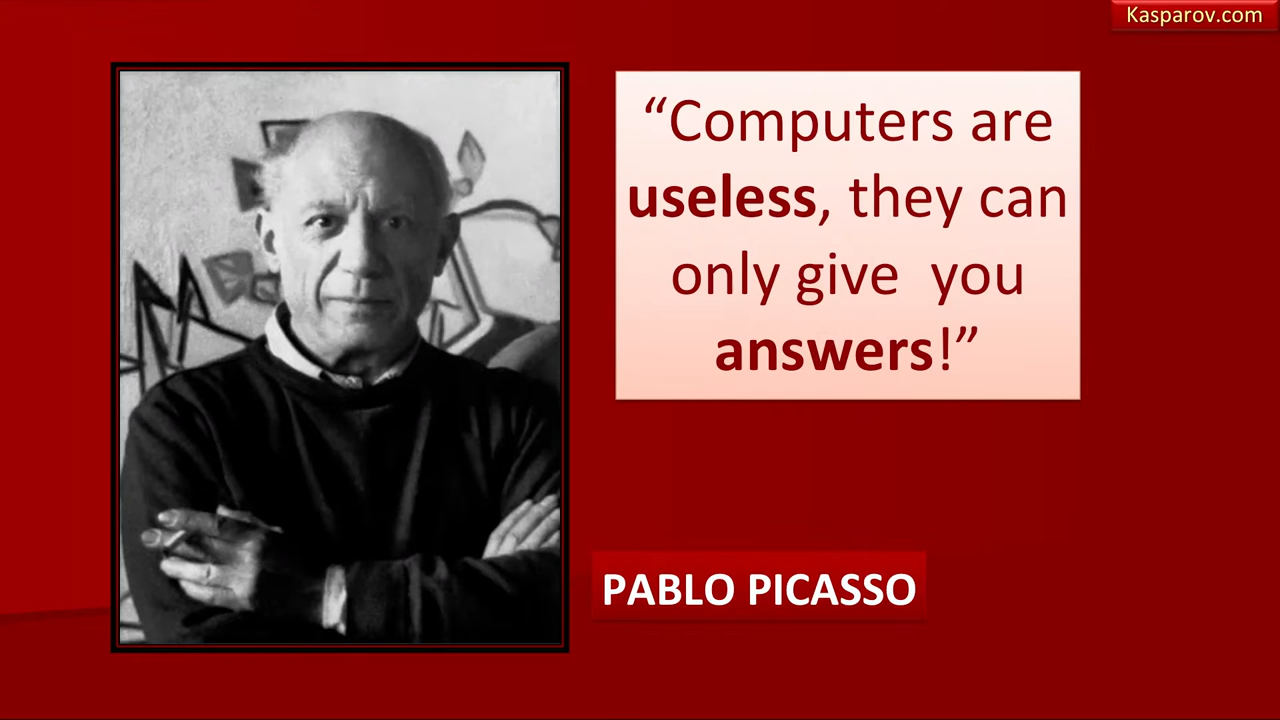 Kasparov.com
“Computers are
useless, they can
only give  you
answers!”
PABLO PICASSO